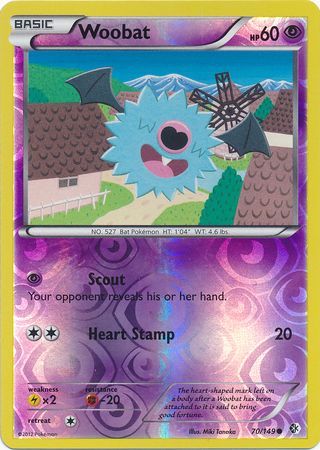 BASIC
Woobat
HP60
NO. 527 Bat Pokémon HT: 1'04" WT: 4.6 lbs.
Scout
Your opponent reveals his or her hand.
Heart Stamp 20
weakness
×2
resistance
-20
retreat
The heart-shaped mark left on
a body after a Woobat has been
attached to it is said to bring
good fortune.
©2012 Pokémon
Illus. Miki Tanaka
70/149